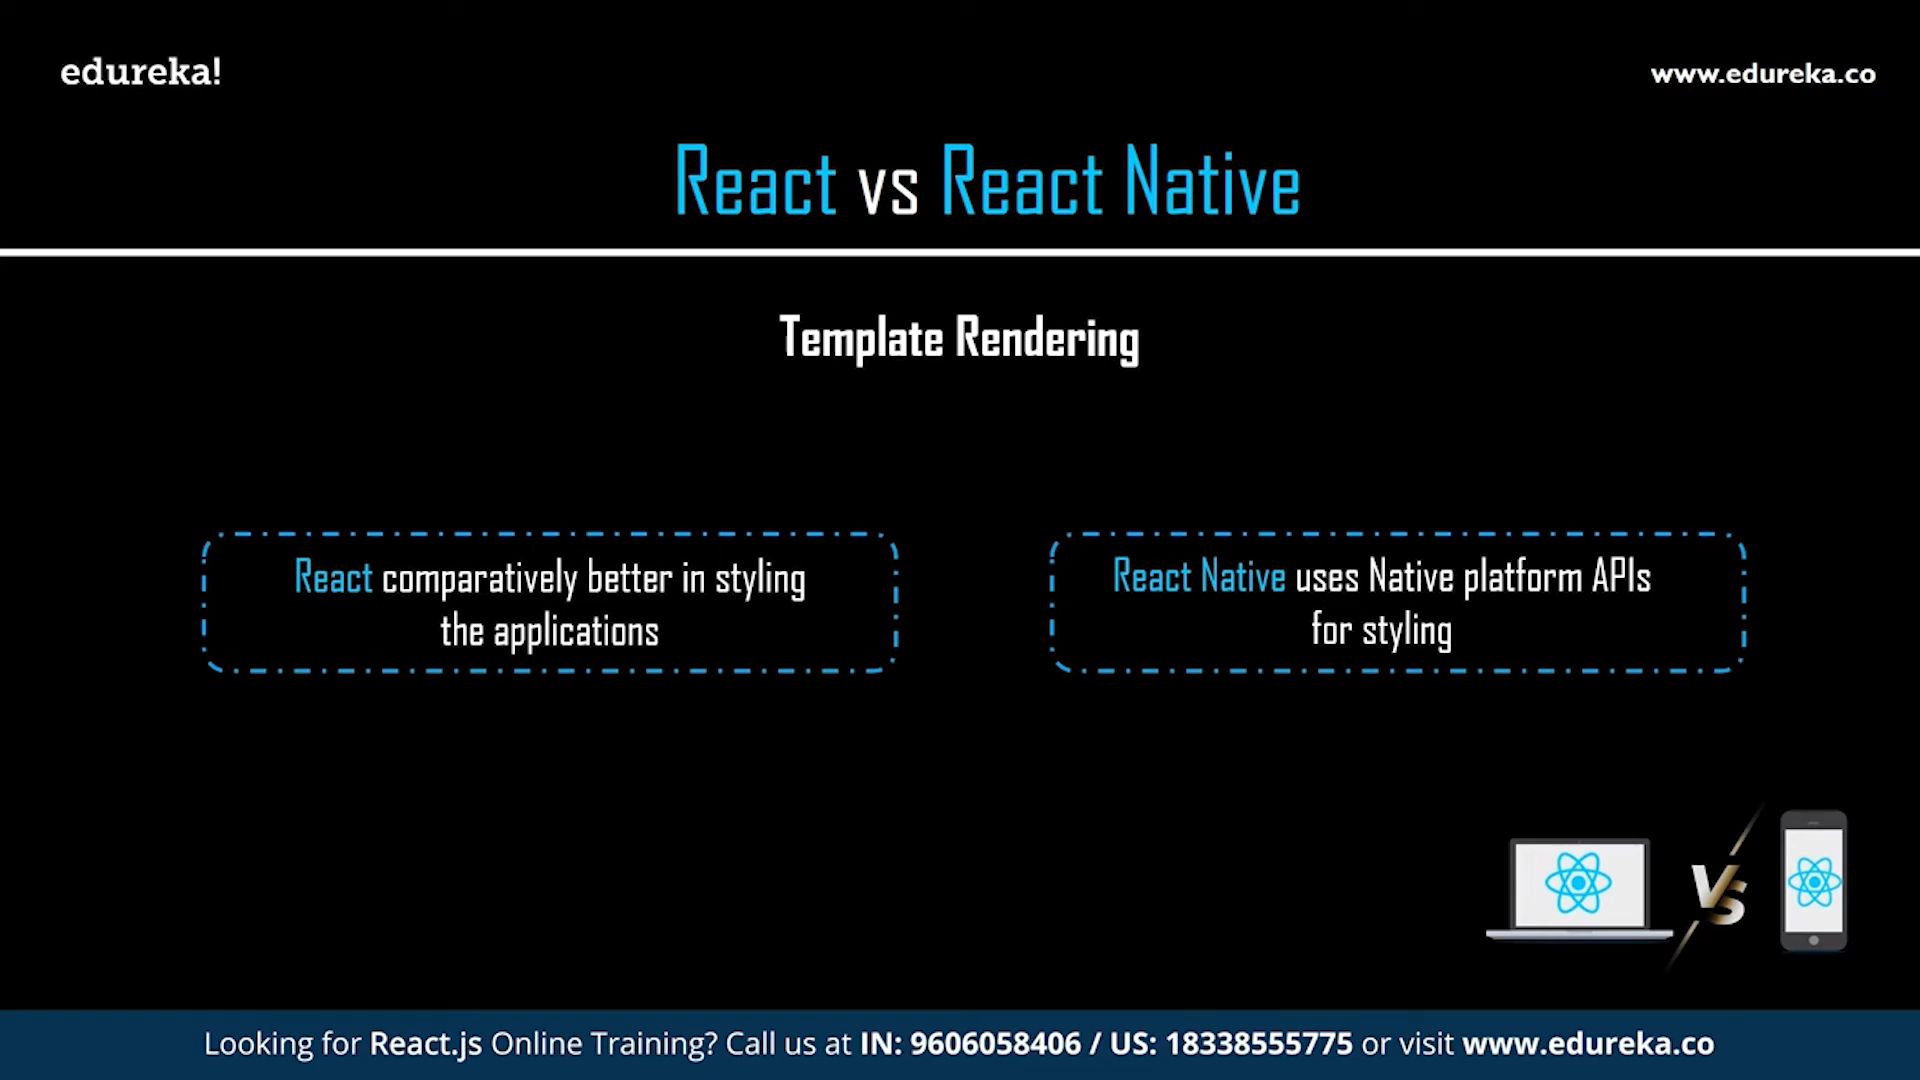 edureka!
www.edureka.co
React vs React Native
Template Rendering
React comparatively better in styling
the applications
React Native uses Native platform APIs
for styling
VS
Looking for React.js Online Training? Call us at IN: 9606058406 / US: 18338555775 or visit www.edureka.co